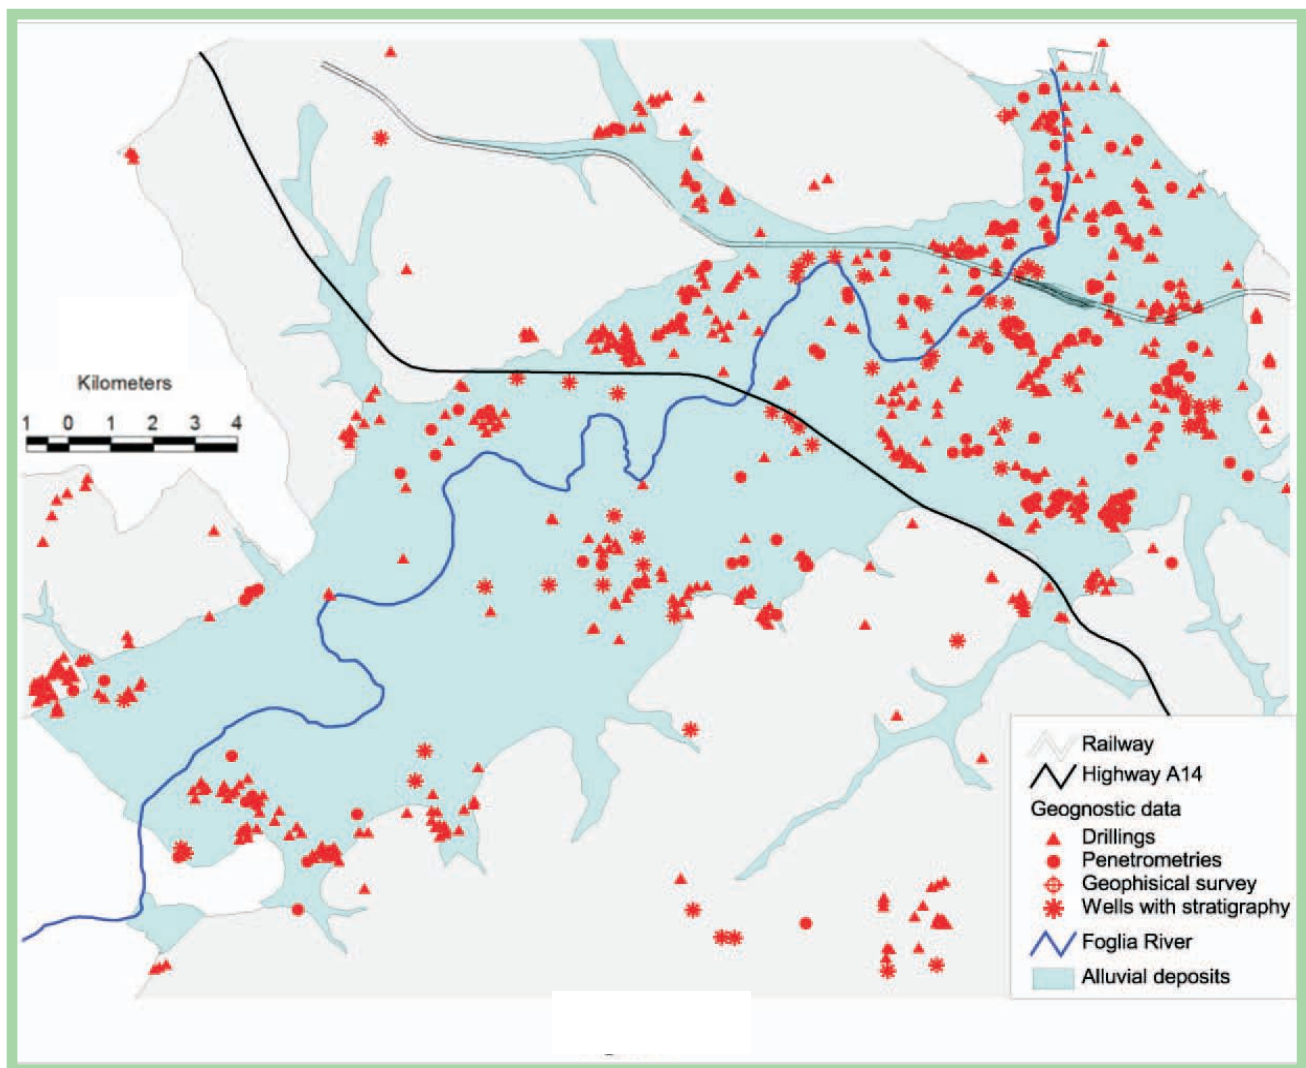 Kilometers
1 0 1 2 3 4
Railway
Highway A14
Geognostic data
Drillings
Penetrometries
Geophisical survey
Wells with stratigraphy
Foglia River
Alluvial deposits